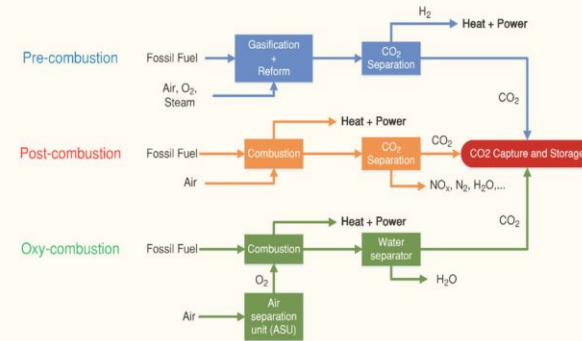 H₂
Heat + Power
Pre-combustion
Fossil Fuel
Gasification
+
Reform
CO₂
Separation
Air, O₂,
Steam
CO₂
Heat + Power
Post-combustion
Fossil Fuel
Combustion
CO₂
Separation
CO₂
CO2 Capture and Storage
Air
NOₓ, N₂, H₂O,...
Heat + Power
CO₂
Oxy-combustion
Fossil Fuel
Combustion
Water
separator
O₂
H₂O
Air
Air
separation
unit (ASU)